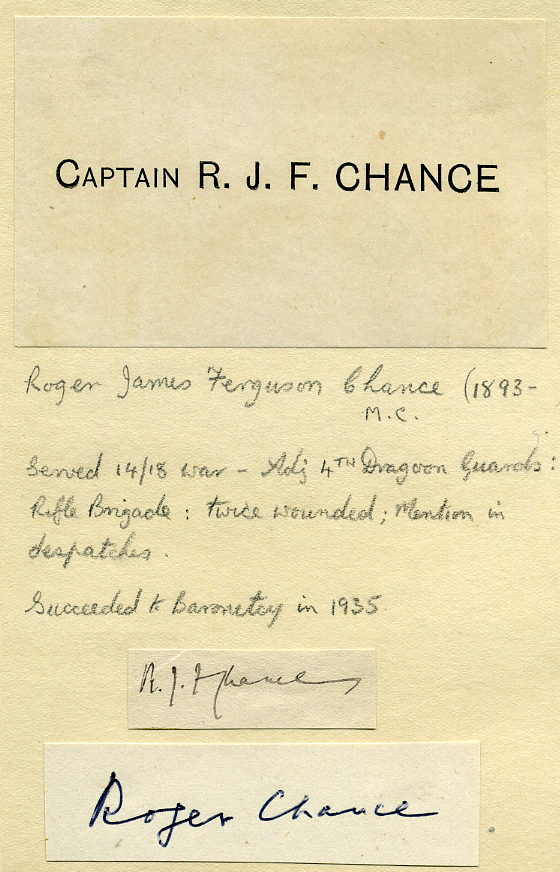 CAPTAIN R. J. F. CHANCE
Roger James Ferguson Chance (1893-
M.C.
Served 14/18 war - Adj 4TH Dragoon Guards:
Rifle Brigade: twice wounded; Mention in
despatches.
Succeeded to Baronetcy in 1935
R. J. F Chance
Roger Chance